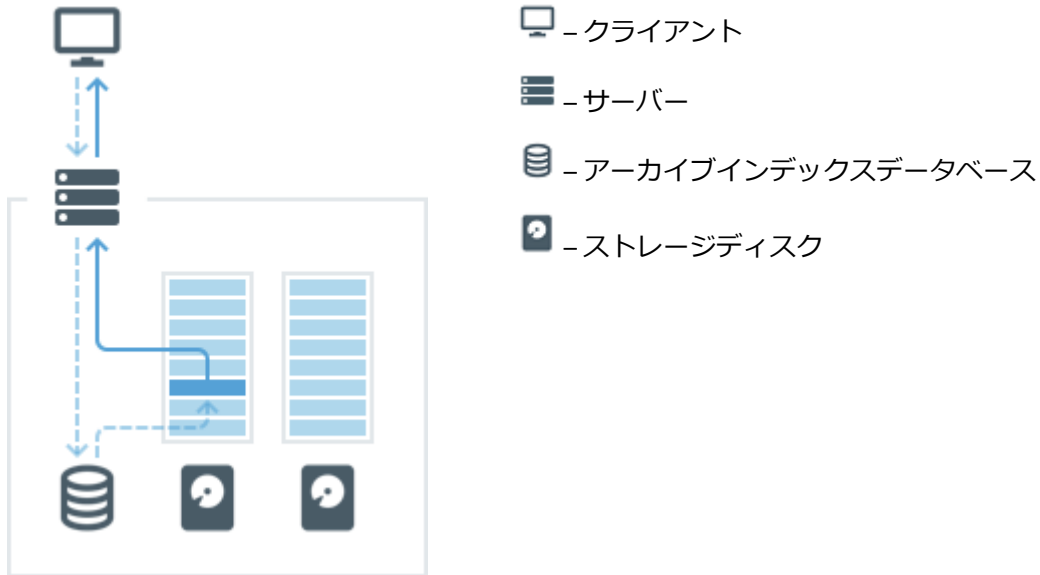 – クライアント
– サーバー
– アーカイブインデックスデータベース
– ストレージディスク